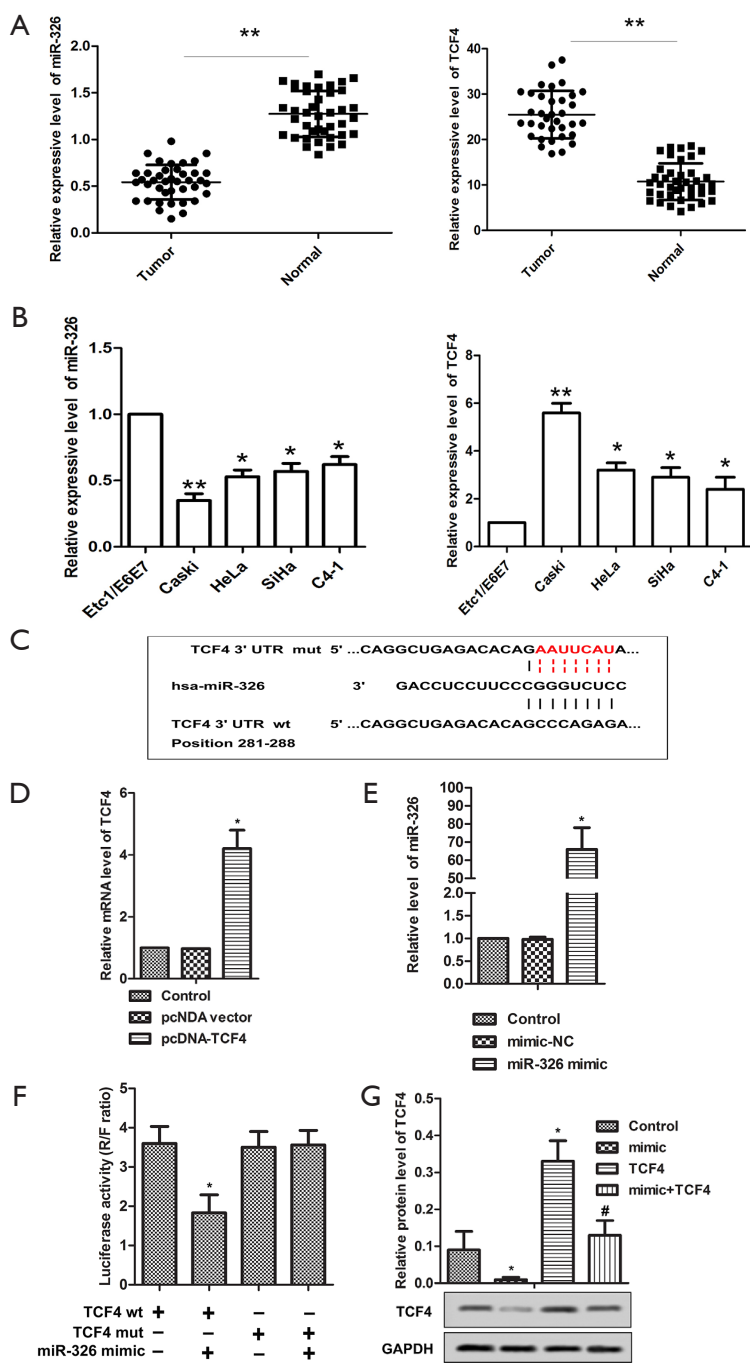 A
Relative expressive level of miR-326
2.0
1.5
1.0
0.5
0.0
**
Tumor
Normal
Relative expressive level of TCF4
40
30
20
10
0
**
Tumor
Normal
B
Relative expressive level of miR-326
1.5
1.0
0.5
0.0
**
*
*
*
Etc1/E6E7
Caski
HeLa
SiHa
C4-1
Relative expressive level of TCF4
8
6
4
2
0
**
*
*
*
Etc1/E6E7
Caski
HeLa
SiHa
C4-1
C
TCF4 3' UTR mut 5' ...CAGGCUGAGACACAGAAUUCAUA...
hsa-miR-326 3' GACCUCCUUCCCGGGUCUCC
TCF4 3' UTR wt 5' ...CAGGCUGAGACACAGCCCAGAGA...
Position 281-288
D
Relative mRNA level of TCF4
6
4
2
0
*
Control
pcNDA vector
pcDNA-TCF4
E
Relative level of miR-326
100
90
80
70
60
50
2.0
1.5
1.0
0.5
0.0
*
Control
mimic-NC
miR-326 mimic
F
Luciferase activity (R/F ratio)
5
4
3
2
1
0
*
TCF4 wt + + – –
TCF4 mut – – + +
miR-326 mimic – + – +
G
Relative protein level of TCF4
0.5
0.4
0.3
0.2
0.1
0.0
*
*
#
Control
mimic
TCF4
mimic+TCF4
TCF4
GAPDH